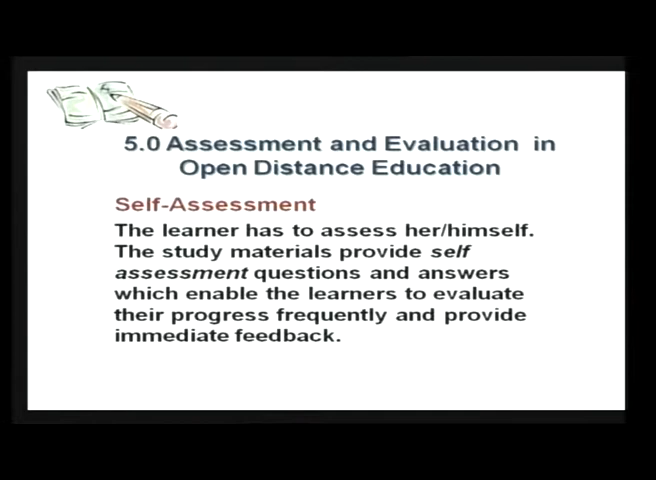 5.0 Assessment and Evaluation in
Open Distance Education
Self-Assessment
The learner has to assess her/himself.
The study materials provide self
assessment questions and answers
which enable the learners to evaluate
their progress frequently and provide
immediate feedback.